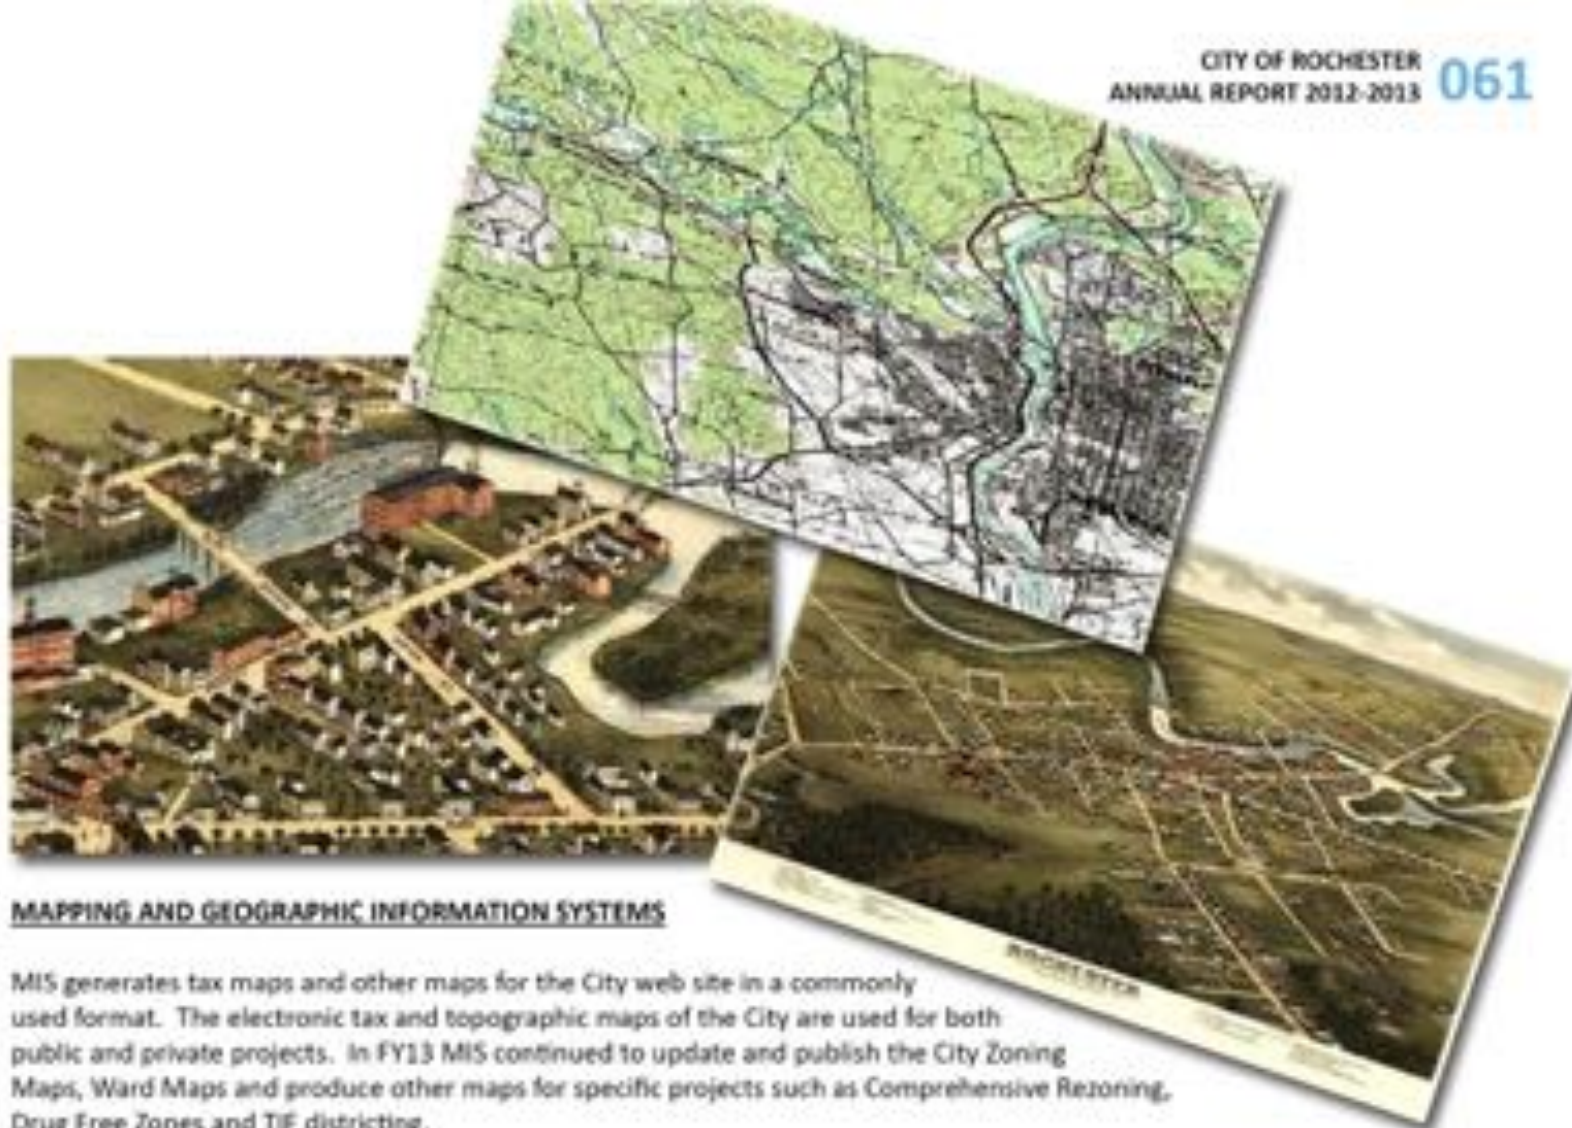 CITY OF ROCHESTER
ANNUAL REPORT 2012-2013 061
MAPPING AND GEOGRAPHIC INFORMATION SYSTEMS
MIS generates tax maps and other maps for the City web site in a commonly
used format. The electronic tax and topographic maps of the City are used for both
public and private projects. In FY13 MIS continued to update and publish the City Zoning
Maps, Ward Maps and produce other maps for specific projects such as Comprehensive Rezoning,
Drug Free Zones and TIF districting.
ROCHESTER